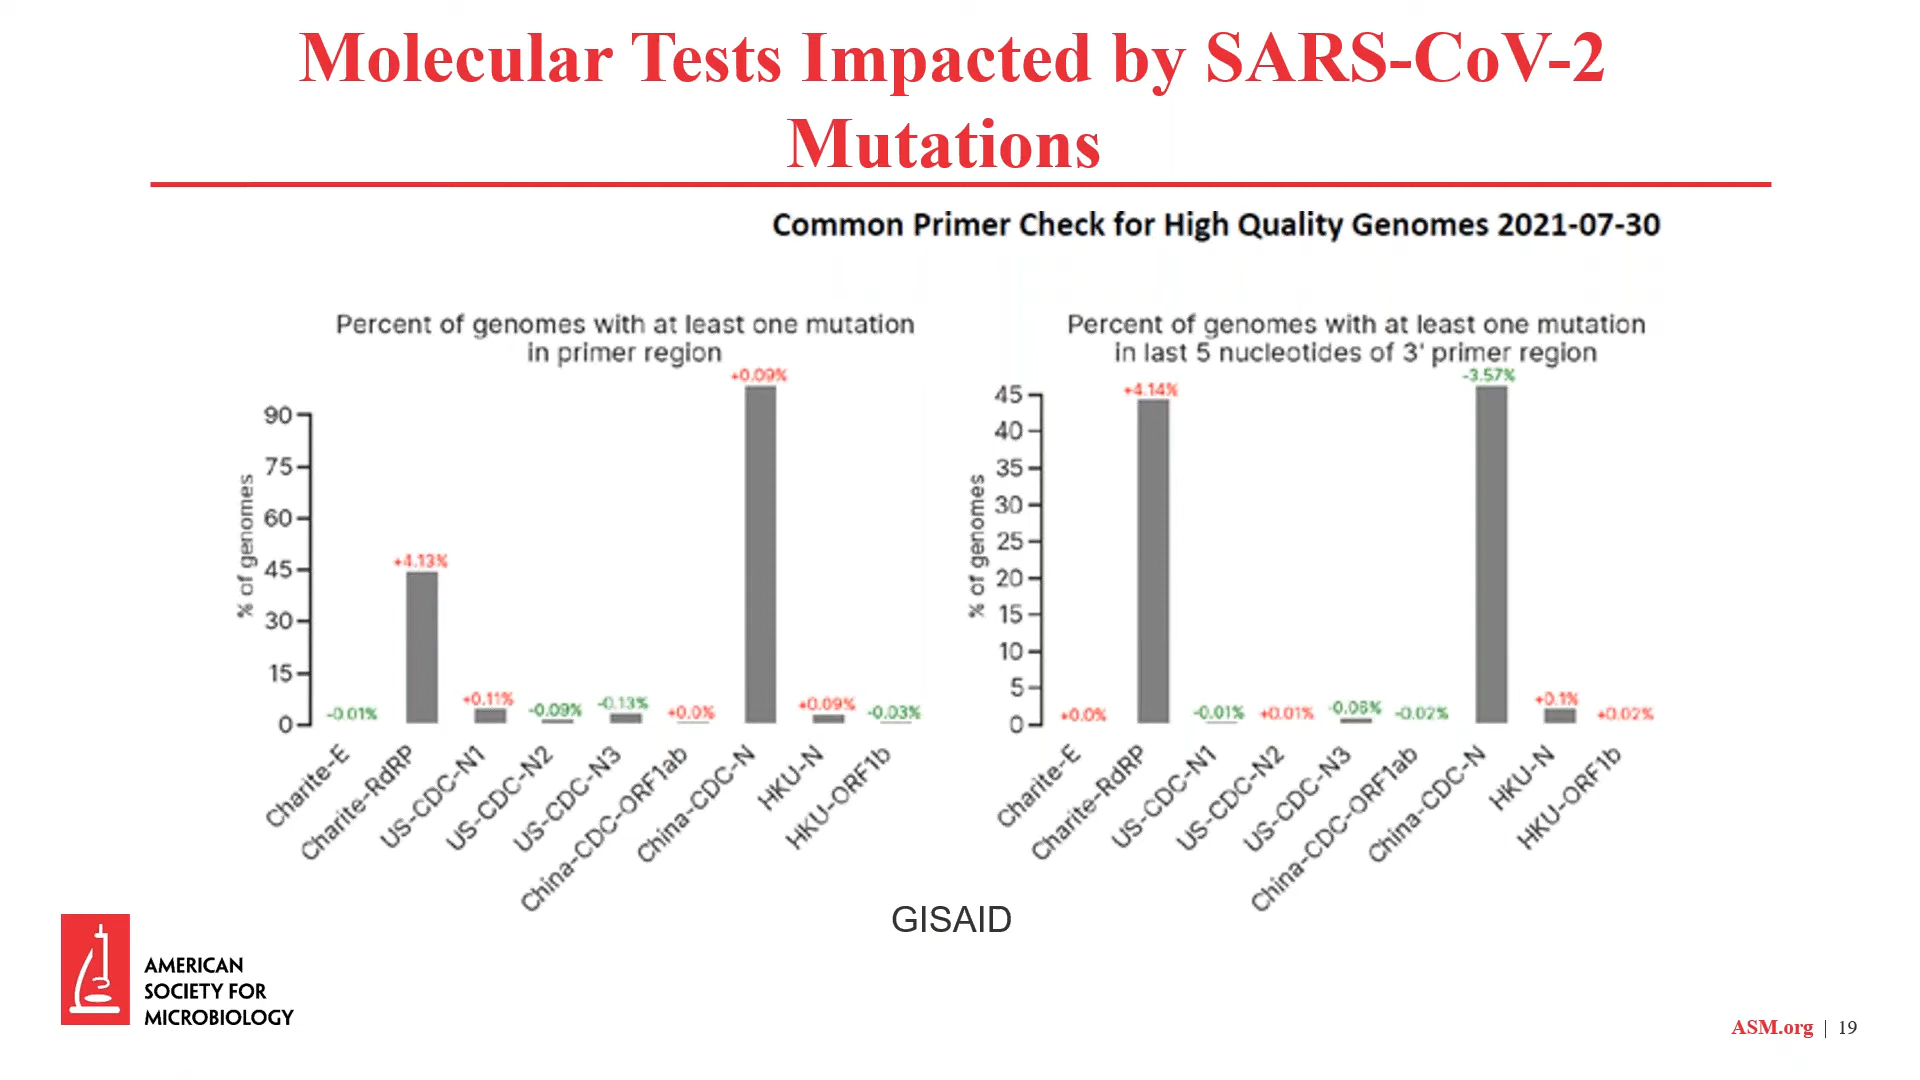 Molecular Tests Impacted by SARS-CoV-2
Mutations
Common Primer Check for High Quality Genomes 2021-07-30
Percent of genomes with at least one mutation
in primer region
% of genomes
90
75
60
45
30
15
0
-0.01%
+4.13%
+0.11%
-0.09%
-0.13%
+0.0%
+0.09%
+0.09%
-0.03%
Charite-E
Charite-RdRP
US-CDC-N1
US-CDC-N2
US-CDC-N3
China-CDC-ORF1ab
China-CDC-N
HKU-N
HKU-ORF1b
Percent of genomes with at least one mutation
in last 5 nucleotides of 3' primer region
% of genomes
45
40
35
30
25
20
15
10
5
0
+0.0%
+4.14%
-0.01%
+0.01%
-0.06%
-0.02%
-3.57%
+0.1%
+0.02%
Charite-E
Charite-RdRP
US-CDC-N1
US-CDC-N2
US-CDC-N3
China-CDC-ORF1ab
China-CDC-N
HKU-N
HKU-ORF1b
GISAID
AMERICAN
SOCIETY FOR
MICROBIOLOGY
ASM.org | 19